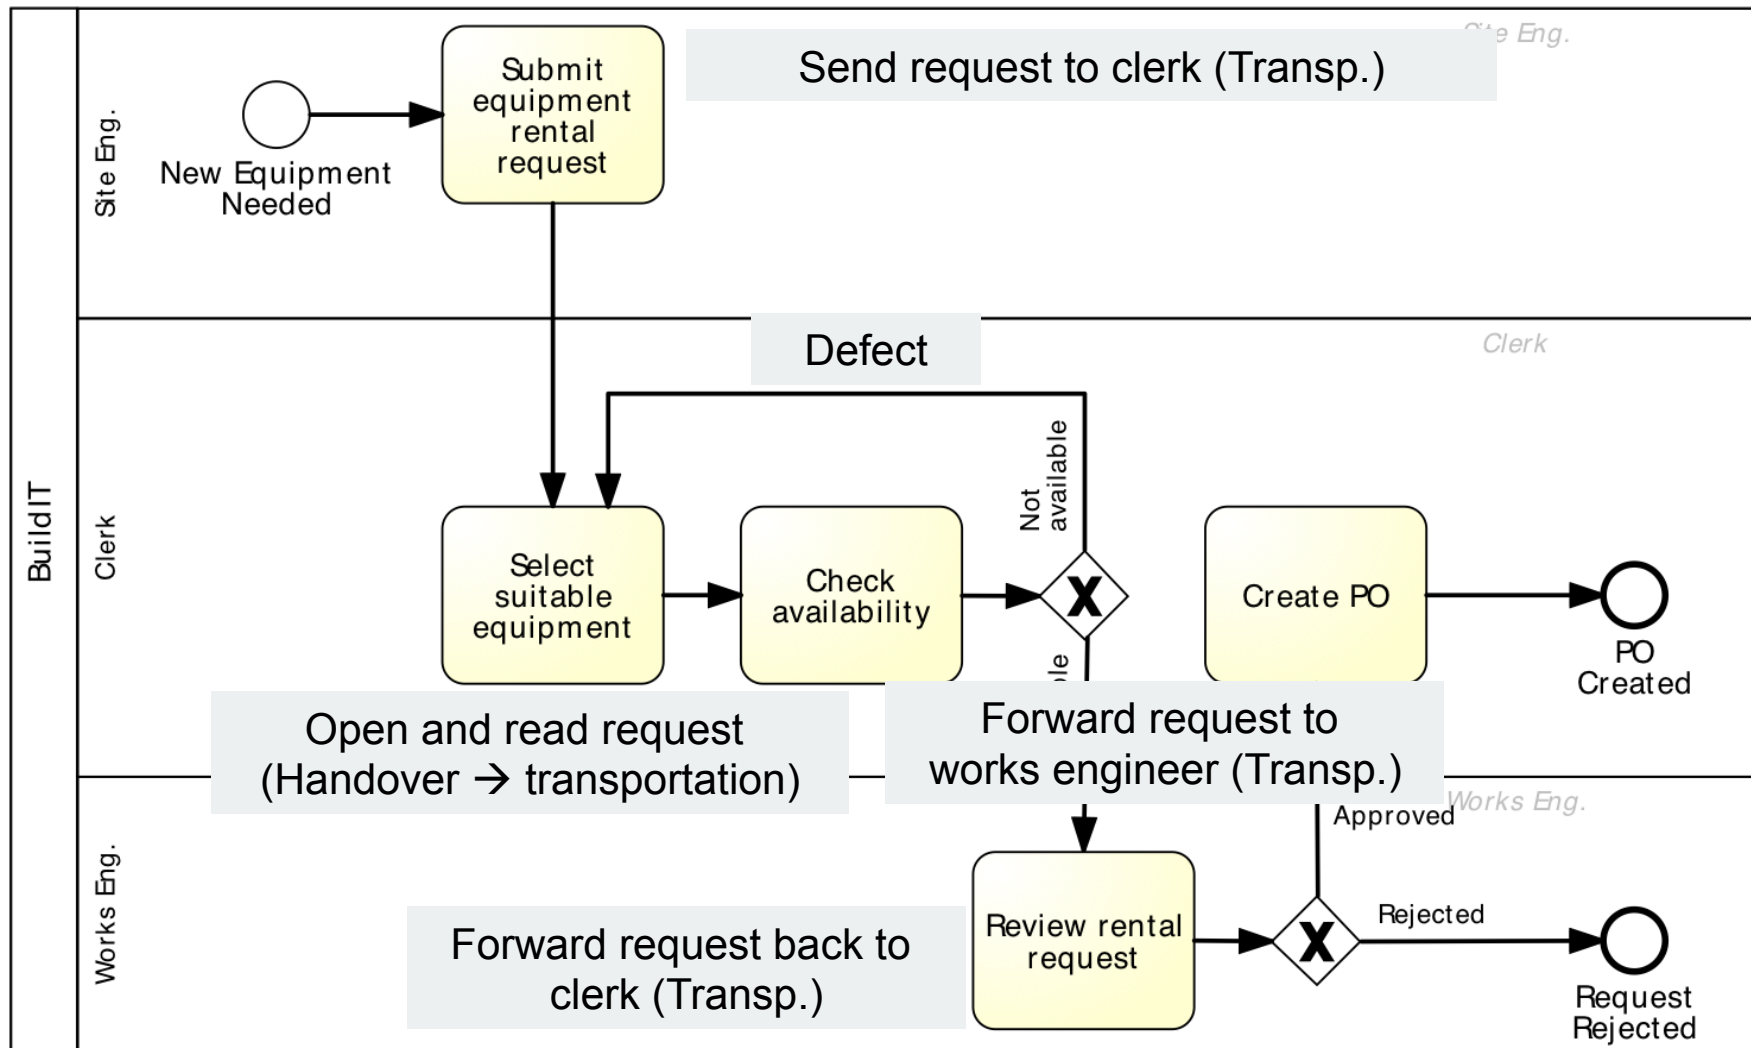 Site Eng.
Submit
equipment
rental
request
Send request to clerk (Transp.)
Eng.
New Equipment
Needed
BuildIT
Clerk
Defect
Clerk
Not
available
Select
suitable
equipment
Check
availability
X
Create PO
PO
Created
Open and read request
(Handover → transportation)
Forward request to
works engineer (Transp.)
Works Eng.
Works Eng.
Approved
Review rental
request
X
Rejected
Forward request back to
clerk (Transp.)
Request
Rejected